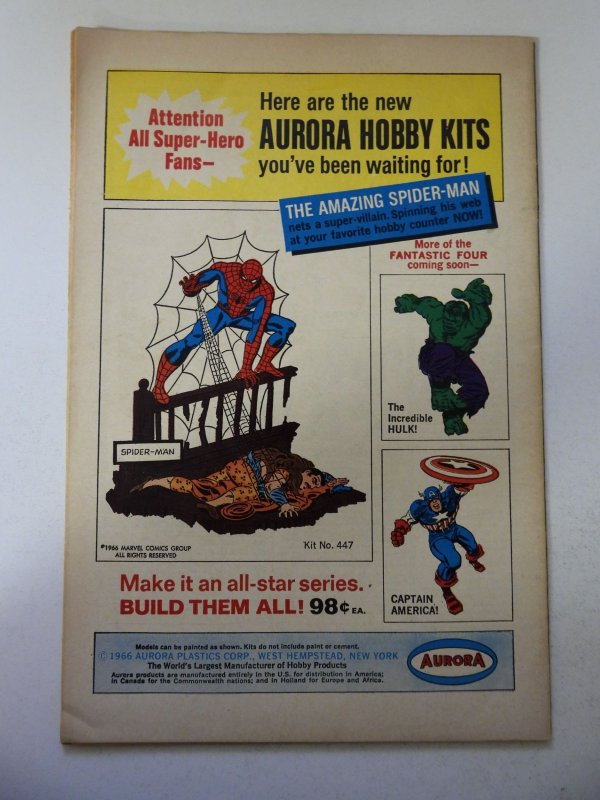 Attention
All Super-Hero
Fans—
Here are the new
AURORA HOBBY KITS
you've been waiting for!
THE AMAZING SPIDER-MAN
nets a super-villain. Spinning his web
at your favorite hobby counter NOW!
More of the
FANTASTIC FOUR
coming soon—
The
Incredible
HULK!
SPIDER-MAN
©1966 MARVEL COMICS GROUP
ALL RIGHTS RESERVED
Kit No. 447
CAPTAIN
AMERICA!
Make it an all-star series.
BUILD THEM ALL! 98¢ EA.
Models can be painted as shown. Kits do not include paint or cement.
© 1966 AURORA PLASTICS CORP., WEST HEMPSTEAD, NEW YORK
The World's Largest Manufacturer of Hobby Products
Aurora products are manufactured entirely in the U.S. for distribution in America;
in Canada for the Commonwealth nations; and in Holland for Europe and Africa.
AURORA